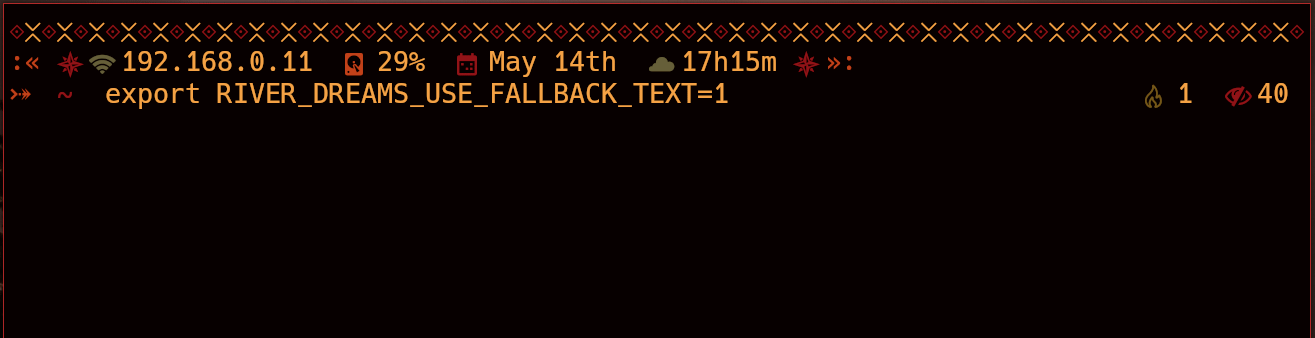 :« 192.168.0.11 29% May 14th 17h15m »:
~ export RIVER_DREAMS_USE_FALLBACK_TEXT=1 1 40